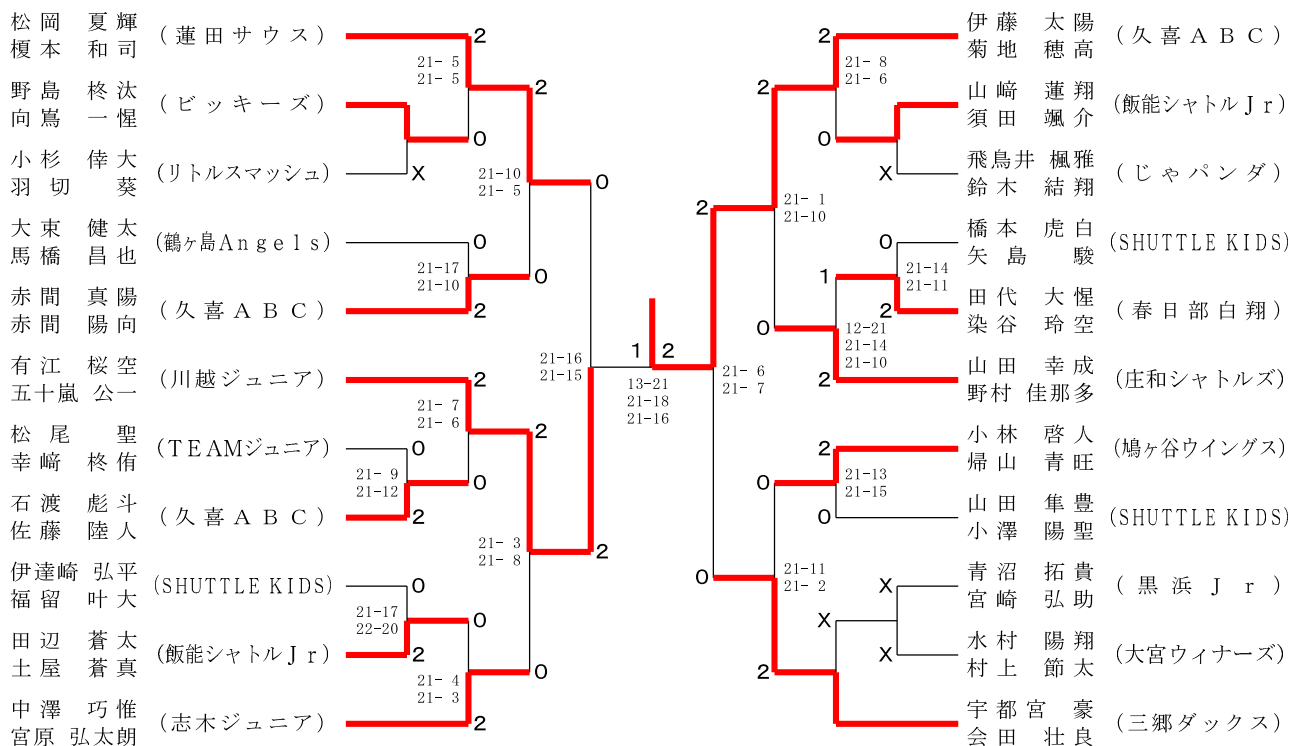 松岡 夏輝
榎本 和司
(蓮田サウス)
2
21- 5
21- 5
2
野島 柊汰
向嶌 一惺
(ビッキーズ)
0
小杉 倖大
羽切 葵
(リトルスマッシュ)
X
21-10
21- 5
0
大東 健太
馬橋 昌也
(鶴ヶ島Angels)
0
21-17
21-10
0
赤間 真陽
赤間 陽向
(久喜ABC)
2
21-16
21-15
有江 桜空
五十嵐 公一
(川越ジュニア)
2
21- 7
21- 6
2
松尾 聖
幸﨑 柊侑
(TEAMジュニア)
0
21- 9
21-12
0
石渡 彪斗
佐藤 陸人
(久喜ABC)
2
21- 3
21- 8
2
伊達崎 弘平
福留 叶大
(SHUTTLE KIDS)
0
21-17
22-20
0
田辺 蒼太
土屋 蒼真
(飯能シャトルJr)
2
21- 4
21- 3
0
中澤 巧惟
宮原 弘太朗
(志木ジュニア)
2
1 2
13-21
21-18
21-16
伊藤 太陽
菊地 穂高
(久喜ABC)
2
21- 8
21- 6
2
山﨑 蓮翔
須田 颯介
(飯能シャトルJr)
0
飛鳥井 楓雅
鈴木 結翔
(じゃパンダ)
X
21- 1
21-10
2
橋本 虎白
矢島 駿
(SHUTTLE KIDS)
0
21-14
21-11
1
田代 大惺
染谷 玲空
(春日部白翔)
2
0
12-21
21-14
21-10
山田 幸成
野村 佳那多
(庄和シャトルズ)
2
21- 6
21- 7
小林 啓人
帰山 青旺
(鳩ヶ谷ウイングス)
2
21-13
21-15
0
山田 隼豊
小澤 陽聖
(SHUTTLE KIDS)
0
21-11
21- 2
0
青沼 拓貴
宮崎 弘助
(黒浜Jr)
X
X
水村 陽翔
村上 節太
(大宮ウィナーズ)
X
2
宇都宮 豪
会田 壮良
(三郷ダックス)